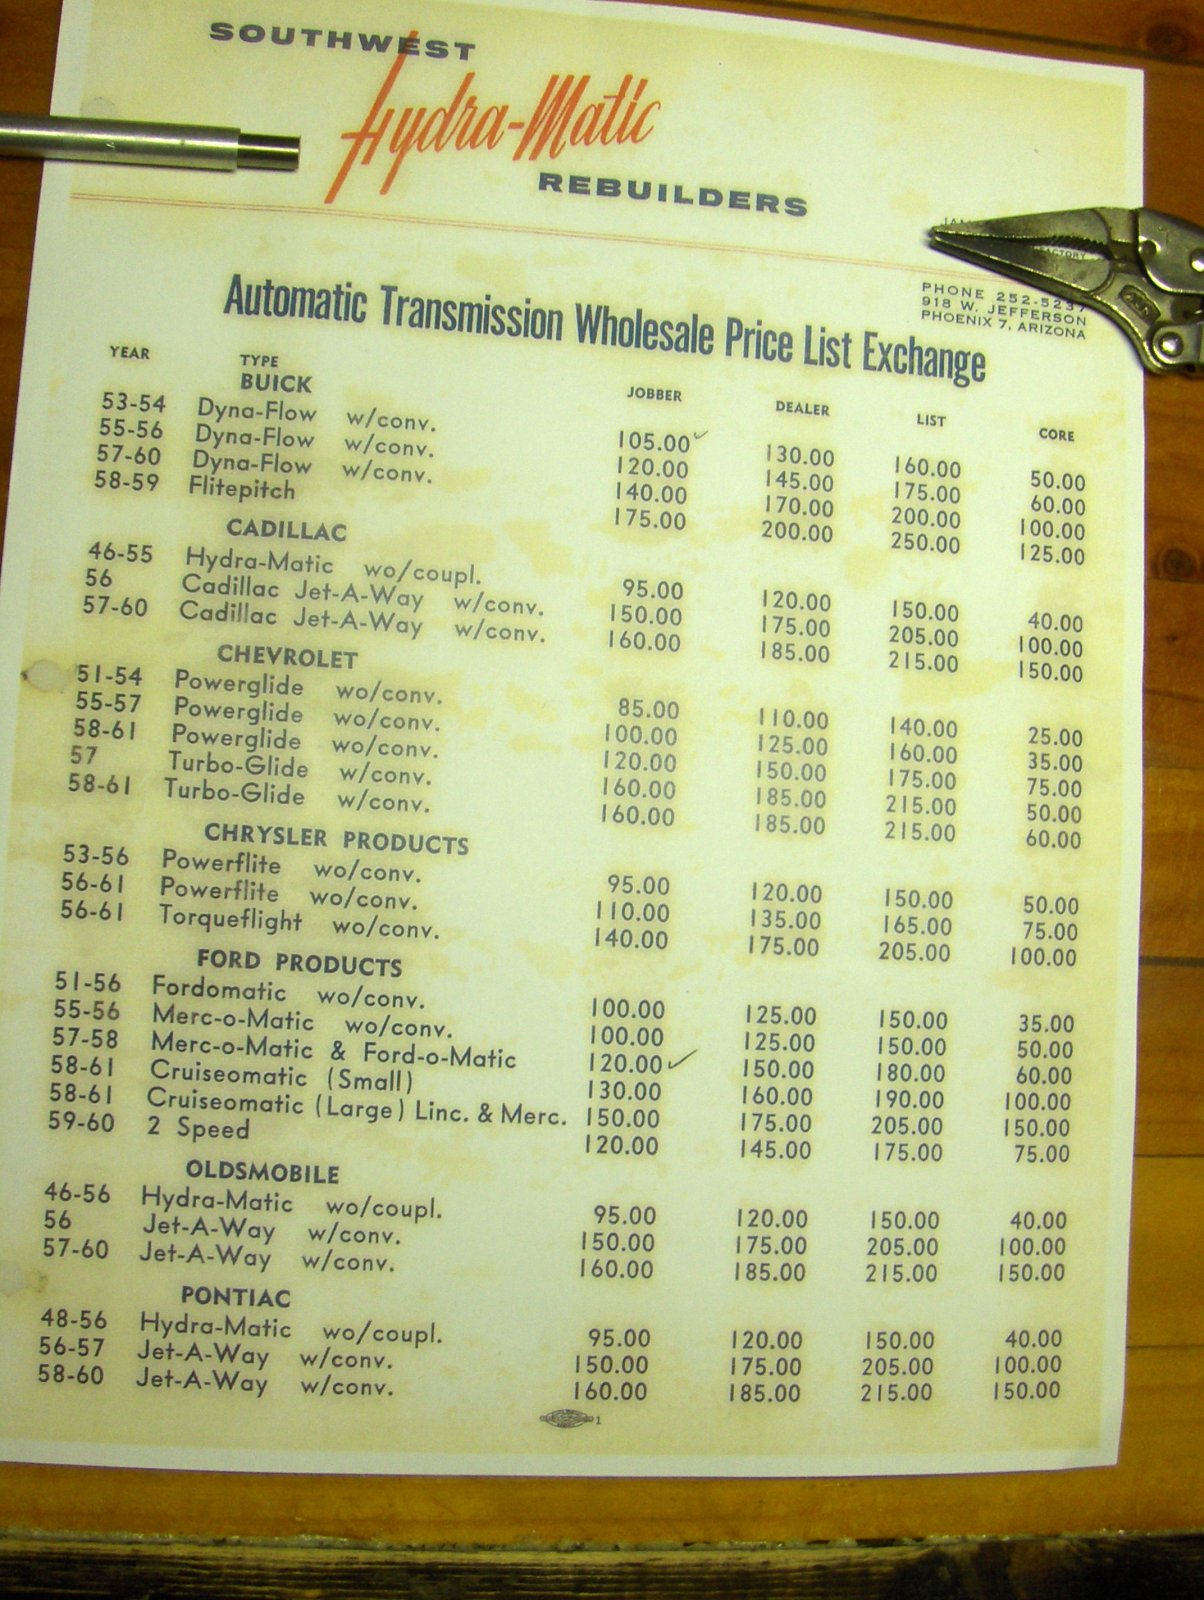 SOUTHWEST
Hydra-Matic
REBUILDERS
PHONE 252-5237
918 W. JEFFERSON
PHOENIX 7, ARIZONA
Automatic Transmission Wholesale Price List Exchange
YEAR TYPE JOBBER DEALER LIST CORE
BUICK
53-54 Dyna-Flow w/conv. 105.00✓ 130.00 160.00 50.00
55-56 Dyna-Flow w/conv. 120.00 145.00 175.00 60.00
57-60 Dyna-Flow w/conv. 140.00 170.00 200.00 100.00
58-59 Flitepitch 175.00 200.00 250.00 125.00
CADILLAC
46-55 Hydra-Matic wo/coupl. 95.00 120.00 150.00 40.00
56 Cadillac Jet-A-Way w/conv. 150.00 175.00 205.00 100.00
57-60 Cadillac Jet-A-Way w/conv. 160.00 185.00 215.00 150.00
CHEVROLET
51-54 Powerglide wo/conv. 85.00 110.00 140.00 25.00
55-57 Powerglide wo/conv. 100.00 125.00 160.00 35.00
58-61 Powerglide wo/conv. 120.00 150.00 175.00 75.00
57 Turbo-Glide w/conv. 160.00 185.00 215.00 50.00
58-61 Turbo-Glide w/conv. 160.00 185.00 215.00 60.00
CHRYSLER PRODUCTS
53-56 Powerflite wo/conv. 95.00 120.00 150.00 50.00
56-61 Powerflite wo/conv. 110.00 135.00 165.00 75.00
56-61 Torqueflight wo/conv. 140.00 175.00 205.00 100.00
FORD PRODUCTS
51-56 Fordomatic wo/conv. 100.00 125.00 150.00 35.00
55-56 Merc-o-Matic wo/conv. 100.00 125.00 150.00 50.00
57-58 Merc-o-Matic & Ford-o-Matic 120.00✓ 150.00 180.00 60.00
58-61 Cruiseomatic (Small) 130.00 160.00 190.00 100.00
58-61 Cruiseomatic (Large) Linc. & Merc. 150.00 175.00 205.00 150.00
59-60 2 Speed 120.00 145.00 175.00 75.00
OLDSMOBILE
46-56 Hydra-Matic wo/coupl. 95.00 120.00 150.00 40.00
56 Jet-A-Way w/conv. 150.00 175.00 205.00 100.00
57-60 Jet-A-Way w/conv. 160.00 185.00 215.00 150.00
PONTIAC
48-56 Hydra-Matic wo/coupl. 95.00 120.00 150.00 40.00
56-57 Jet-A-Way w/conv. 150.00 175.00 205.00 100.00
58-60 Jet-A-Way w/conv. 160.00 185.00 215.00 150.00
1